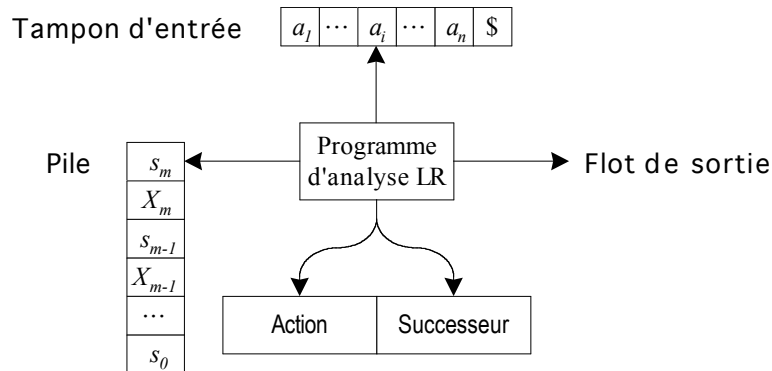 Tampon d'entrée
a₁ ... aᵢ ... aₙ $
Programme
d'analyse LR
Pile
Flot de sortie
sₘ
Xₘ
sₘ₋₁
Xₘ₋₁
...
s₀
Action
Successeur